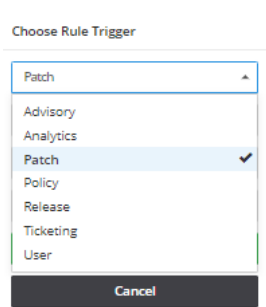 Choose Rule Trigger
Patch
Advisory
Analytics
Patch
Policy
Release
Ticketing
User
Cancel